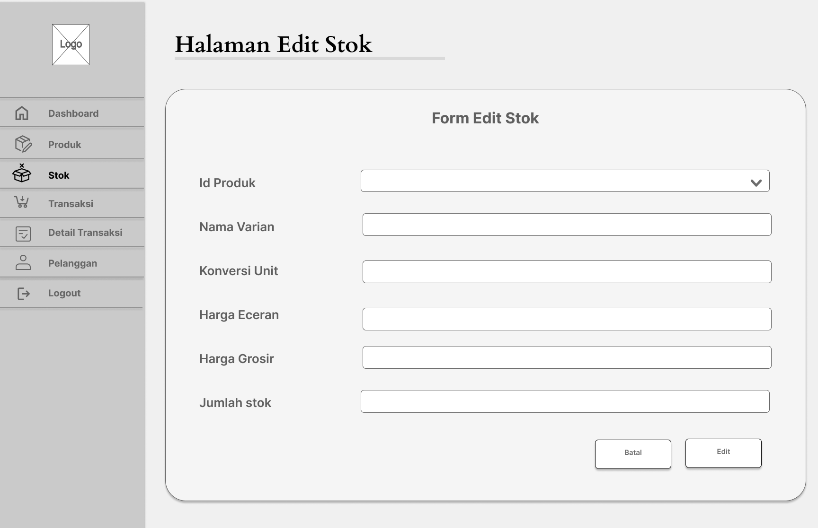 Logo
Dashboard
Produk
Stok
Transaksi
Detail Transaksi
Pelanggan
Logout
Halaman Edit Stok
Form Edit Stok
Id Produk
Nama Varian
Konversi Unit
Harga Eceran
Harga Grosir
Jumlah stok
Batal
Edit